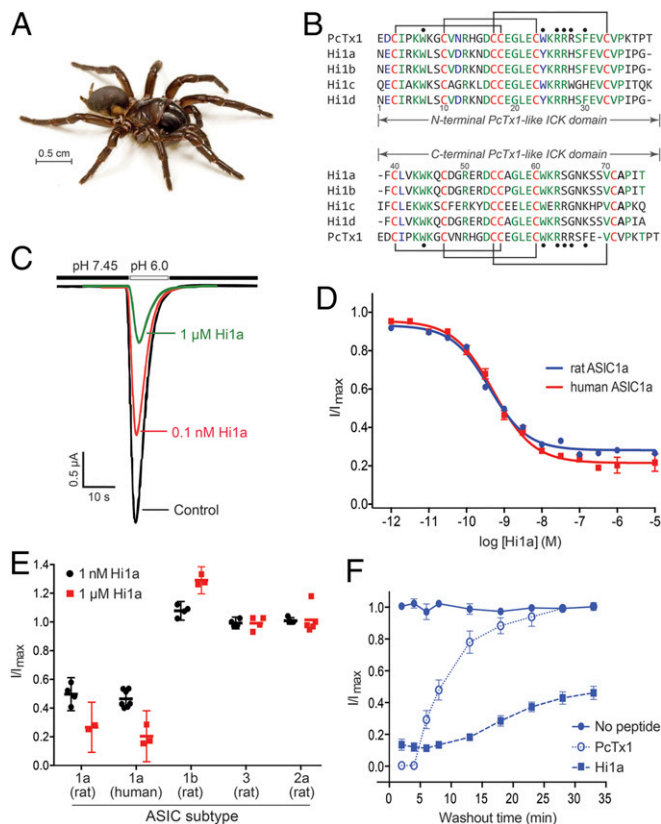 A
0.5 cm
B
PcTx1 EDCIPKWKGCVNRHGDCCEGLECWKRRRSFEVCVPKTPT
Hi1a NECIRKWLSCVDRKNDCCEGLECYKRRHSFEVCVPIPG-
Hi1b NECIRKWLSCVDRKNDCCEGLECYKRRHSFEVCVPIPG-
Hi1c QECIAKWKSCAGRKLDCCEGLECWKRRWGHEVCVPITQK
Hi1d NECIRKWLSCVDRKNDCCEGLECYKRRHSFEVCVPIPG-
1 10 20 30
N-terminal PcTx1-like ICK domain
C-terminal PcTx1-like ICK domain
40 50 60 70
Hi1a -FCLVKWKQCDGRERDCCAGLECWKRSGNKSSVCAPIT
Hi1b -FCLVKWKQCDGRERDCCAGLECWKRSGNKSSVCAPIT
Hi1c IFCLEKWKSCFERKYDCCEGLECWERRGNKHPVCAPKQ
Hi1d -FCLVKWKQCDGRERDCCAGLECWKRSGNKSSVCAPIA
PcTx1 EDCIPKWKGCVNRHGDCCEGLECWKRRRSFE-VCVPKTPT
C
pH 7.45 pH 6.0
1 µM Hi1a
0.1 nM Hi1a
0.5 µA
10 s
Control
D
I/Imax
1.0
0.8
0.6
0.4
0.2
0.0
rat ASIC1a
human ASIC1a
-12 -11 -10 -9 -8 -7 -6 -5
log [Hi1a] (M)
E
1 nM Hi1a
1 µM Hi1a
I/Imax
1.4
1.2
1.0
0.8
0.6
0.4
0.2
0.0
1a 1a 1b 3 2a
(rat) (human) (rat) (rat) (rat)
ASIC subtype
F
I/Imax
1.0
0.8
0.6
0.4
0.2
0.0
No peptide
PcTx1
Hi1a
0 5 10 15 20 25 30 35
Washout time (min)